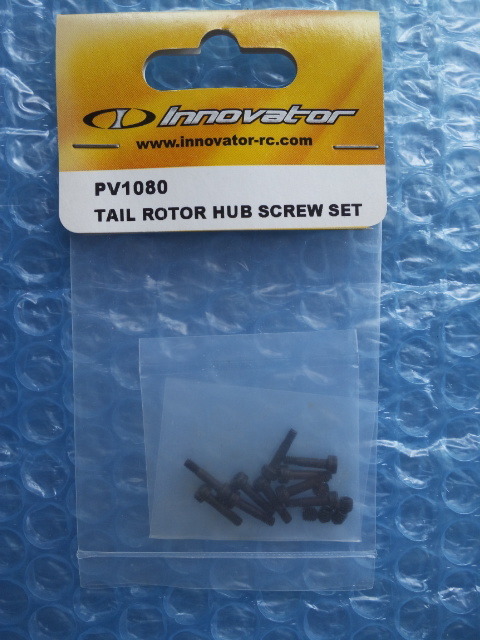 Innovator
www.innovator-rc.com
PV1080
TAIL ROTOR HUB SCREW SET